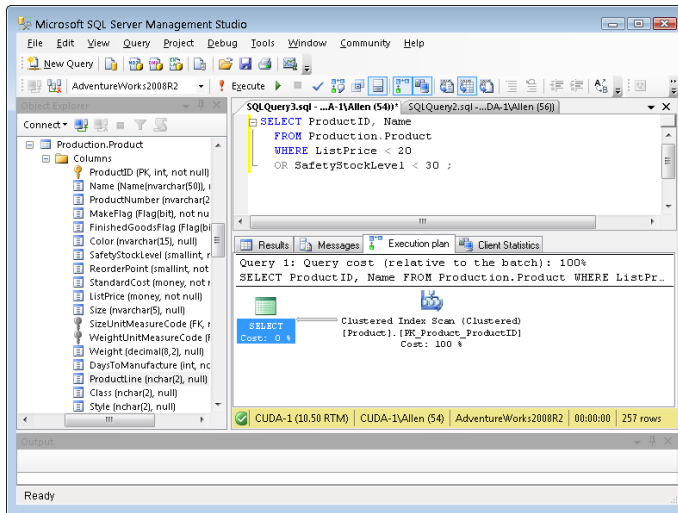 Microsoft SQL Server Management Studio
File Edit View Query Project Debug Tools Window Community Help
New Query
AdventureWorks2008R2 Execute
Object Explorer
SQLQuery3.sql - ...A-1\Allen (54))* SQLQuery2.sql -...DA-1\Allen (56))
Connect
SELECT ProductID, Name
FROM Production.Product
WHERE ListPrice < 20
OR SafetyStockLevel < 30 ;
Production.Product
Columns
ProductID (PK, int, not null)
Name (Name(nvarchar(50)), r
ProductNumber (nvarchar(2
MakeFlag (Flag(bit), not nu
FinishedGoodsFlag (Flag(bi
Color (nvarchar(15), null)
SafetyStockLevel (smallint, r
ReorderPoint (smallint, not
StandardCost (money, not r
ListPrice (money, not null)
Size (nvarchar(5), null)
SizeUnitMeasureCode (FK, r
WeightUnitMeasureCode (F
Weight (decimal(8,2), null)
DaysToManufacture (int, nc
ProductLine (nchar(2), null)
Class (nchar(2), null)
Style (nchar(2), null)
Results Messages Execution plan Client Statistics
Query 1: Query cost (relative to the batch): 100%
SELECT ProductID, Name FROM Production.Product WHERE ListPr...
SELECT
Cost: 0 %
Clustered Index Scan (Clustered)
[Product].[PK_Product_ProductID]
Cost: 100 %
CUDA-1 (10.50 RTM) CUDA-1\Allen (54) AdventureWorks2008R2 00:00:00 257 rows
Output
Ready